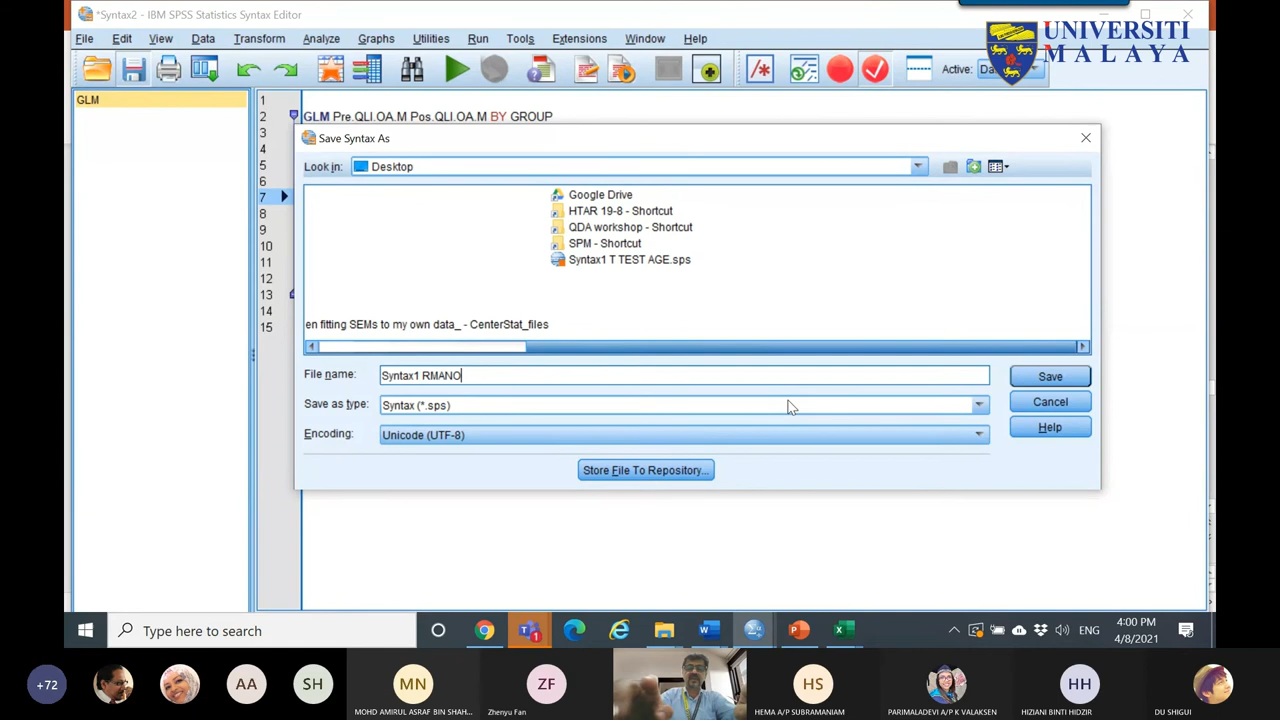 *Syntax2 - IBM SPSS Statistics Syntax Editor
UNIVERSITI
MALAYA
File Edit View Data Transform Analyze Graphs Utilities Run Tools Extensions Window Help
Active:
GLM
1
2 GLM Pre.QLI.OA.M Pos.QLI.OA.M BY GROUP
3
4
5
6
7
8
9
10
11
12
13
14
15
Save Syntax As
Look in: Desktop
Google Drive
HTAR 19-8 - Shortcut
QDA workshop - Shortcut
SPM - Shortcut
Syntax1 T TEST AGE.sps
en fitting SEMs to my own data_ - CenterStat_files
File name: Syntax1 RMANO Save
Save as type: Syntax (*.sps) Cancel
Encoding: Unicode (UTF-8) Help
Store File To Repository...
Type here to search
1
ENG
4:00 PM
4/8/2021
+72
AA
SH
MN
MOHD AMIRUL ASRAF BIN SHAH...
ZF
Zhenyu Fan
HS
HEMA A/P SUBRAMANIAM
PARIMALADEVI A/P K VALAKSEN
HH
HIZIANI BINTI HIDZIR
DU SHIGUI